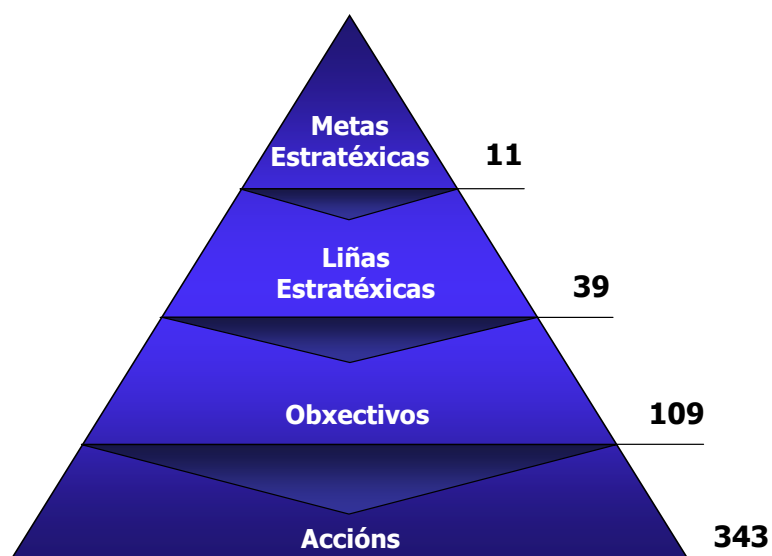 Metas
Estratéxicas
11
Liñas
Estratéxicas
39
Obxectivos
109
Accións
343